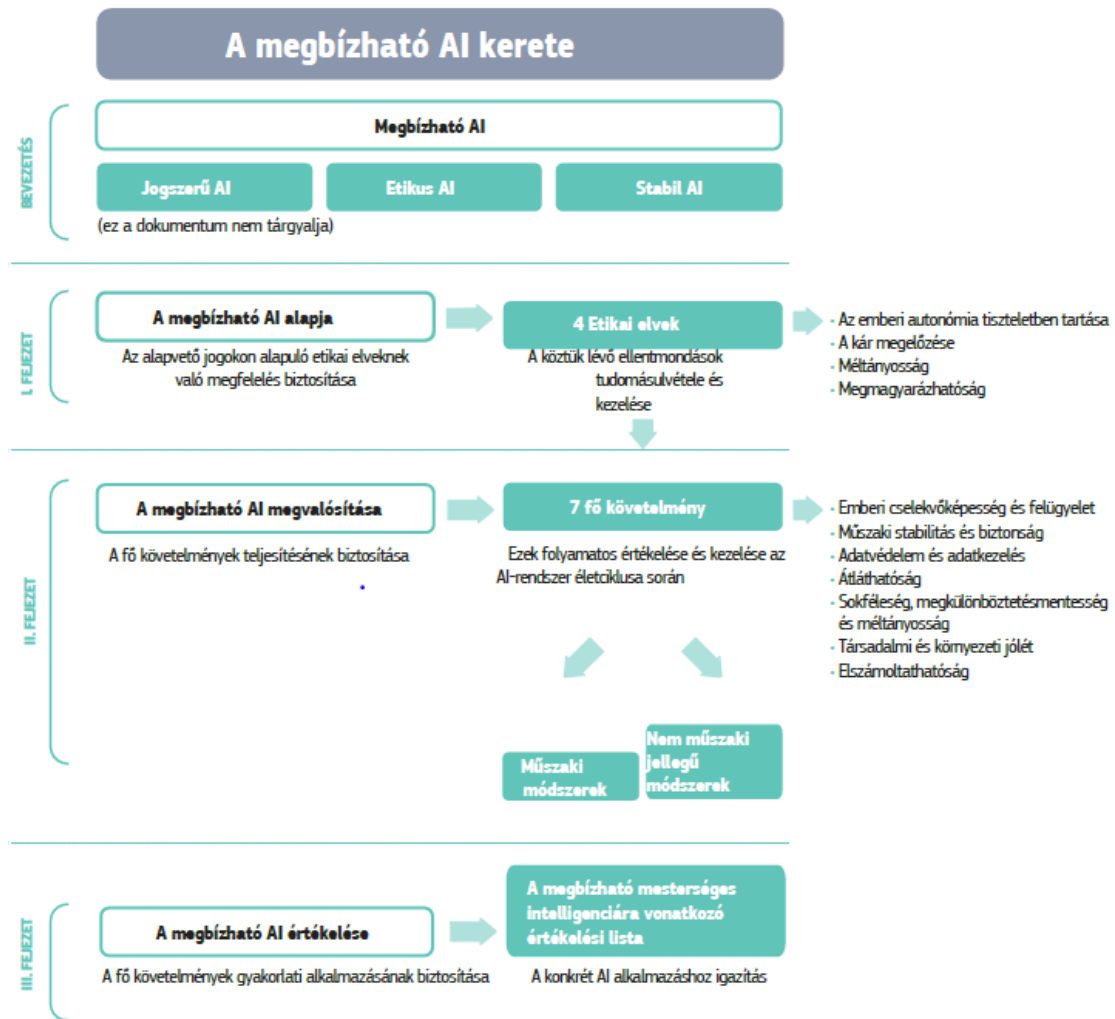 A megbízható AI kerete
BEVEZETÉS
Megbízható AI
Jogszerű AI
Etikus AI
Stabil AI
(ez a dokumentum nem tárgyalja)
I. FEJEZET
A megbízható AI alapja
Az alapvető jogokon alapuló etikai elveknek
való megfelelés biztosítása
4 Etikai elvek
A köztük lévő ellentmondások
tudomásulvétele és
kezelése
• Az emberi autonómia tiszteletben tartása
• A kár megelőzése
• Méltányosság
• Megmagyarázhatóság
II. FEJEZET
A megbízható AI megvalósítása
A fő követelmények teljesítésének biztosítása
7 fő követelmény
Ezek folyamatos értékelése és kezelése az
AI-rendszer életciklusa során
• Emberi cselekvőképesség és felügyelet
• Műszaki stabilitás és biztonság
• Adatvédelem és adatkezelés
• Átláthatóság
• Sokféleség, megkülönböztetésmentesség
és méltányosság
• Társadalmi és környezeti jólét
• Elszámoltathatóság
Műszaki
módszerek
Nem műszaki
jellegű
módszerek
III. FEJEZET
A megbízható AI értékelése
A fő követelmények gyakorlati alkalmazásának biztosítása
A megbízható mesterséges
intelligenciára vonatkozó
értékelési lista
A konkrét AI alkalmazáshoz igazítás